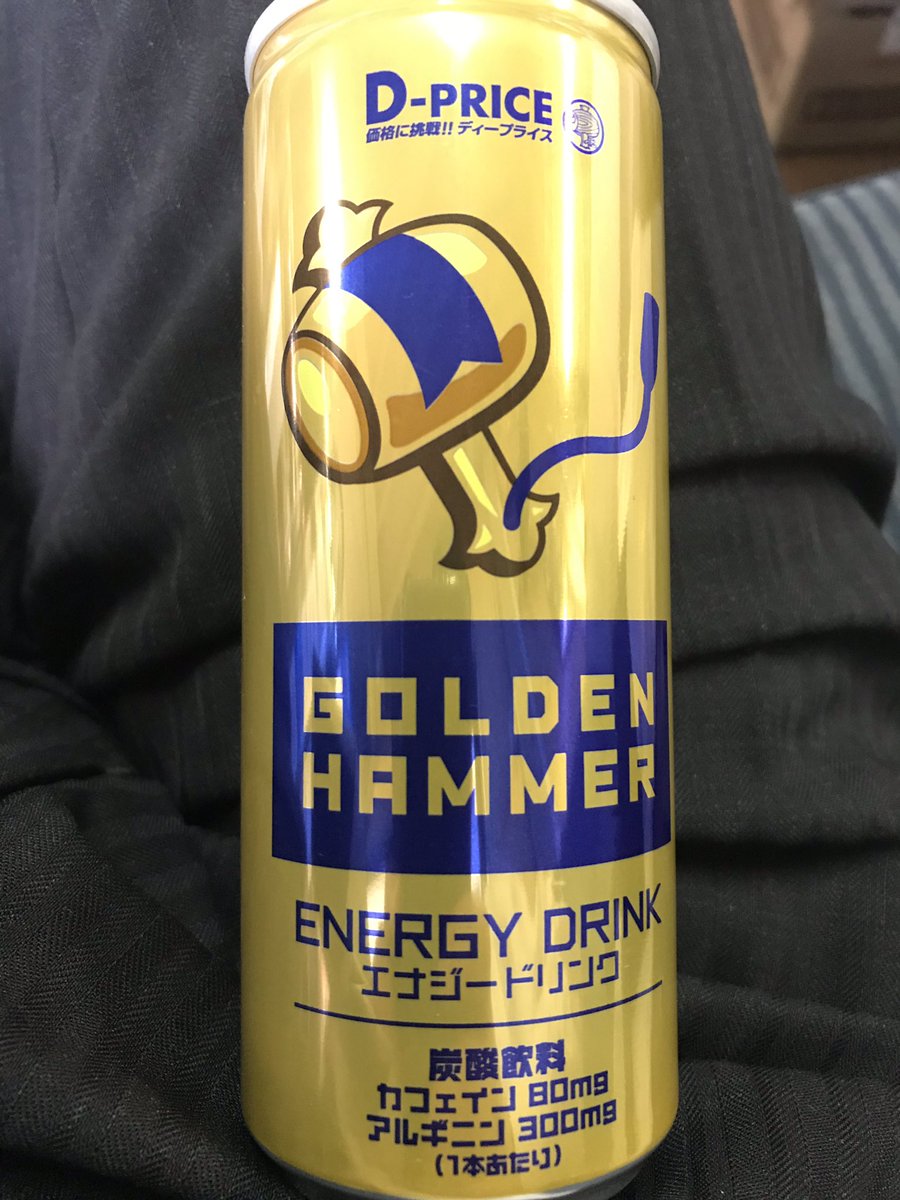 D-PRICE
価格に挑戦!! ディープライス
GOLDEN
HAMMER
ENERGY DRINK
エナジードリンク
炭酸飲料
カフェイン 80mg
アルギニン 300mg
(1本あたり)